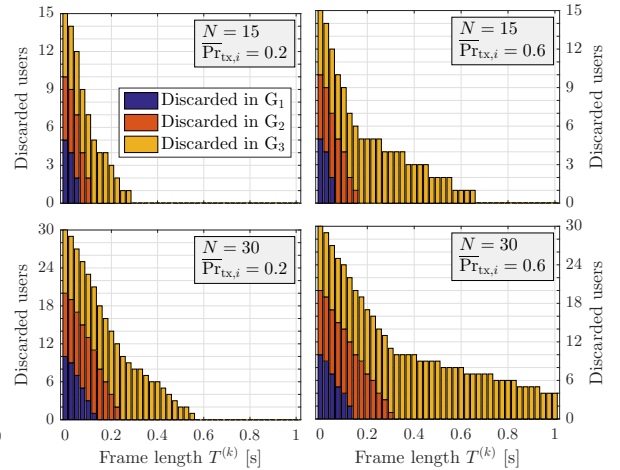 15
12
9
6
3
0
Discarded users
N = 15
Pr_tx,i = 0.2
Discarded in G₁
Discarded in G₂
Discarded in G₃
N = 15
Pr_tx,i = 0.6
15
12
9
6
3
0
Discarded users
30
24
18
12
6
0
Discarded users
N = 30
Pr_tx,i = 0.2
0 0.2 0.4 0.6 0.8 1
Frame length T^(k) [s]
)
N = 30
Pr_tx,i = 0.6
30
24
18
12
6
0
Discarded users
0 0.2 0.4 0.6 0.8 1
Frame length T^(k) [s]